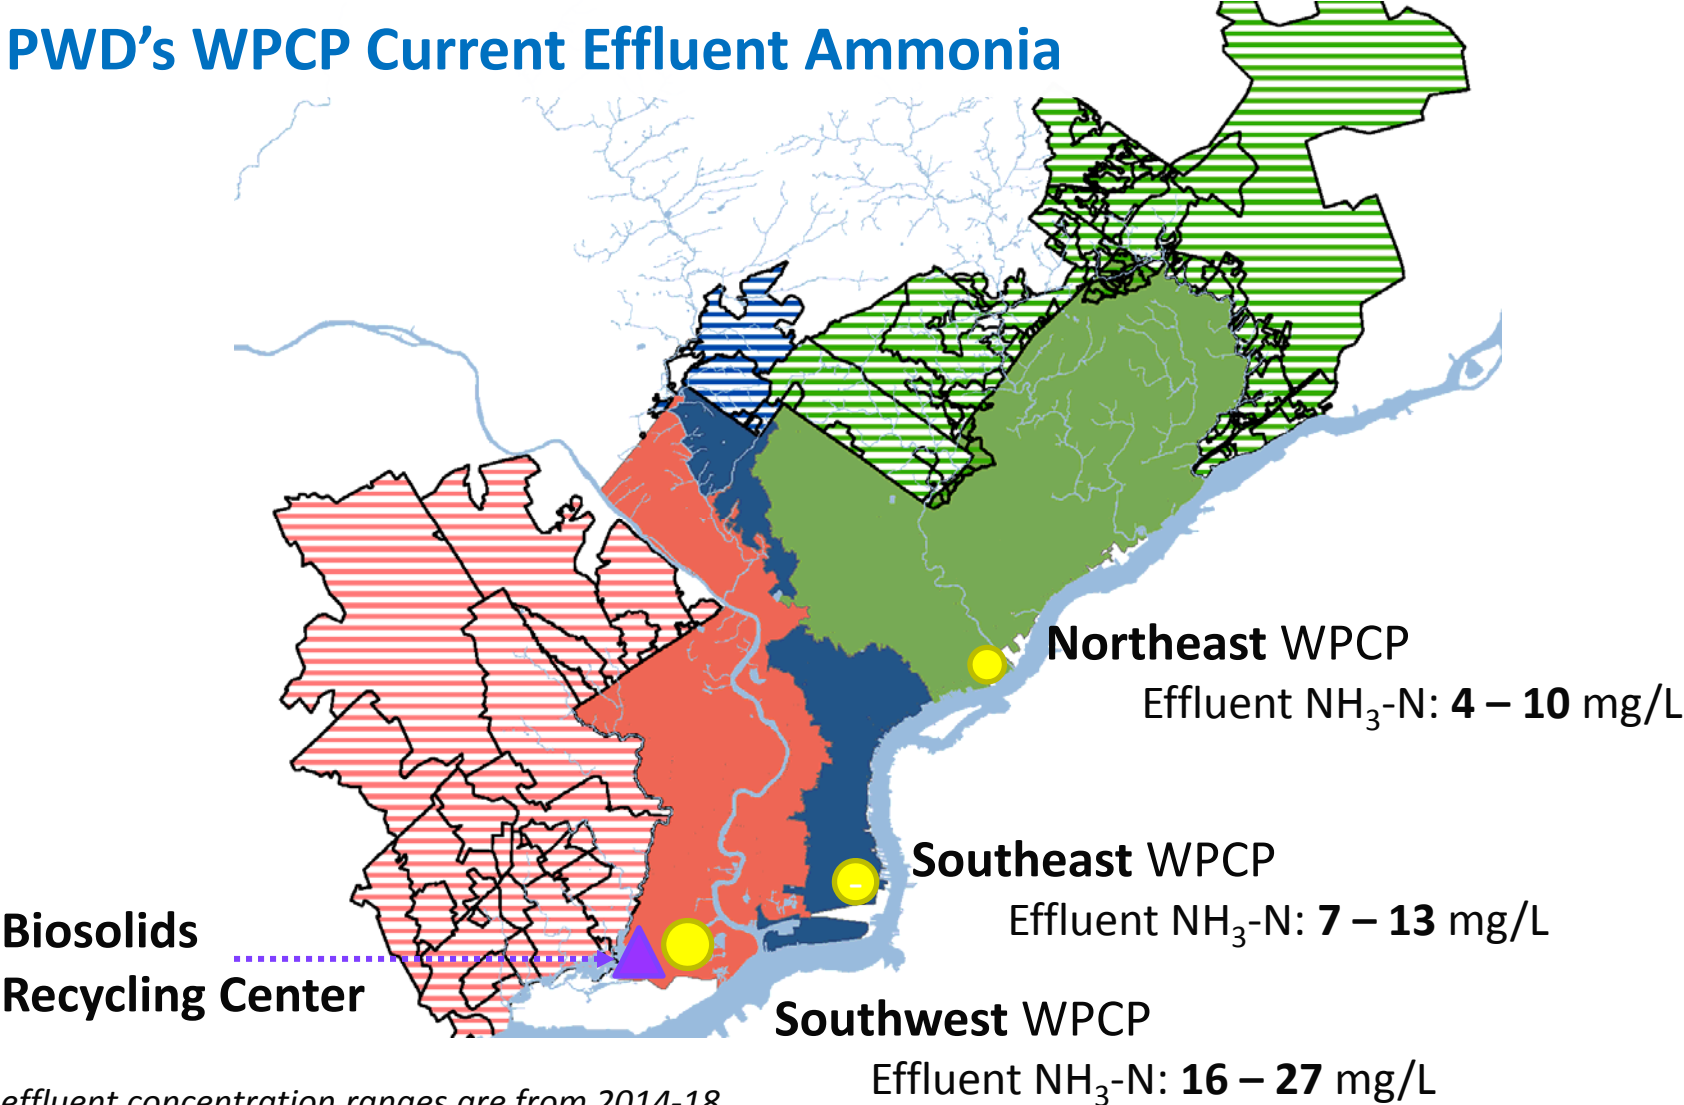 PWD’s WPCP Current Effluent Ammonia
Northeast WPCP
Effluent NH₃-N: 4 – 10 mg/L
Southeast WPCP
Effluent NH₃-N: 7 – 13 mg/L
Biosolids
Recycling Center
Southwest WPCP
Effluent NH₃-N: 16 – 27 mg/L
effluent concentration ranges are from 2014-18